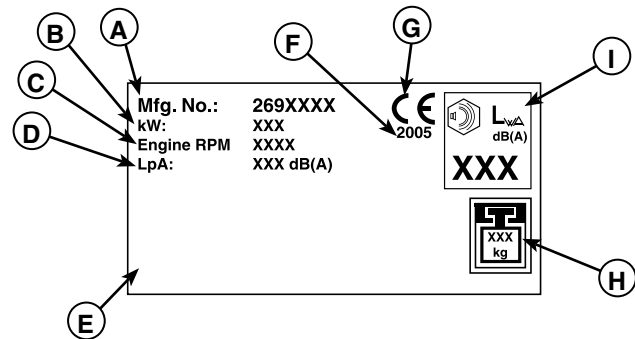 A
B
C
D
E
F
G
H
I
Mfg. No.: 269XXXX
kW: XXX
Engine RPM XXXX
LpA: XXX dB(A)
CE
2005
LWA
dB(A)
XXX
XXX
kg